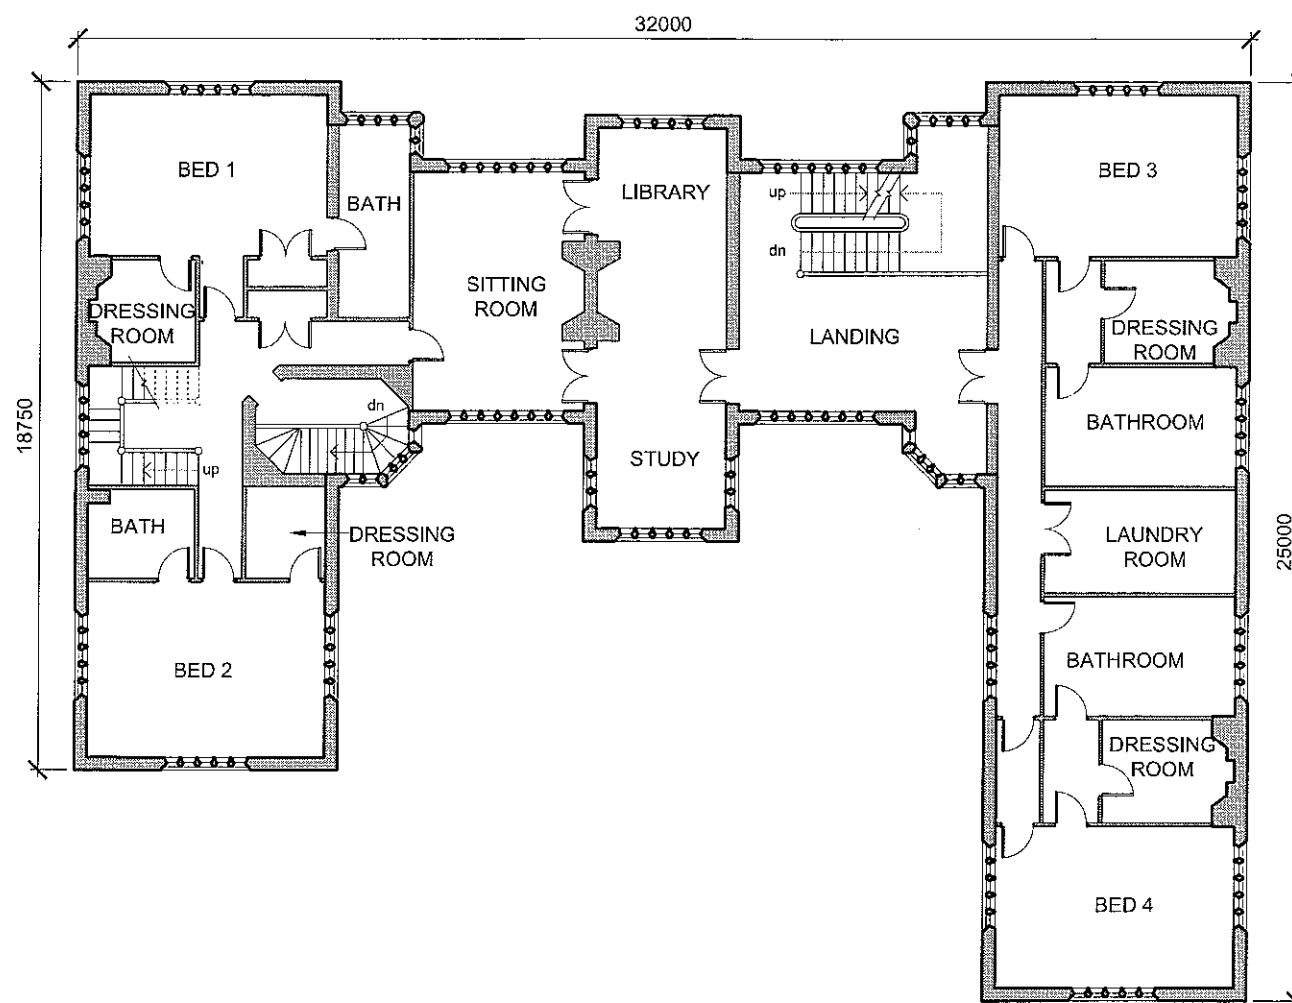 32000
BED 1
BATH
LIBRARY
up
BED 3
dn
SITTING
ROOM
DRESSING
ROOM
LANDING
DRESSING
ROOM
18750
dn
BATHROOM
up
STUDY
BATH
DRESSING
ROOM
LAUNDRY
ROOM
25000
BED 2
BATHROOM
DRESSING
ROOM
BED 4